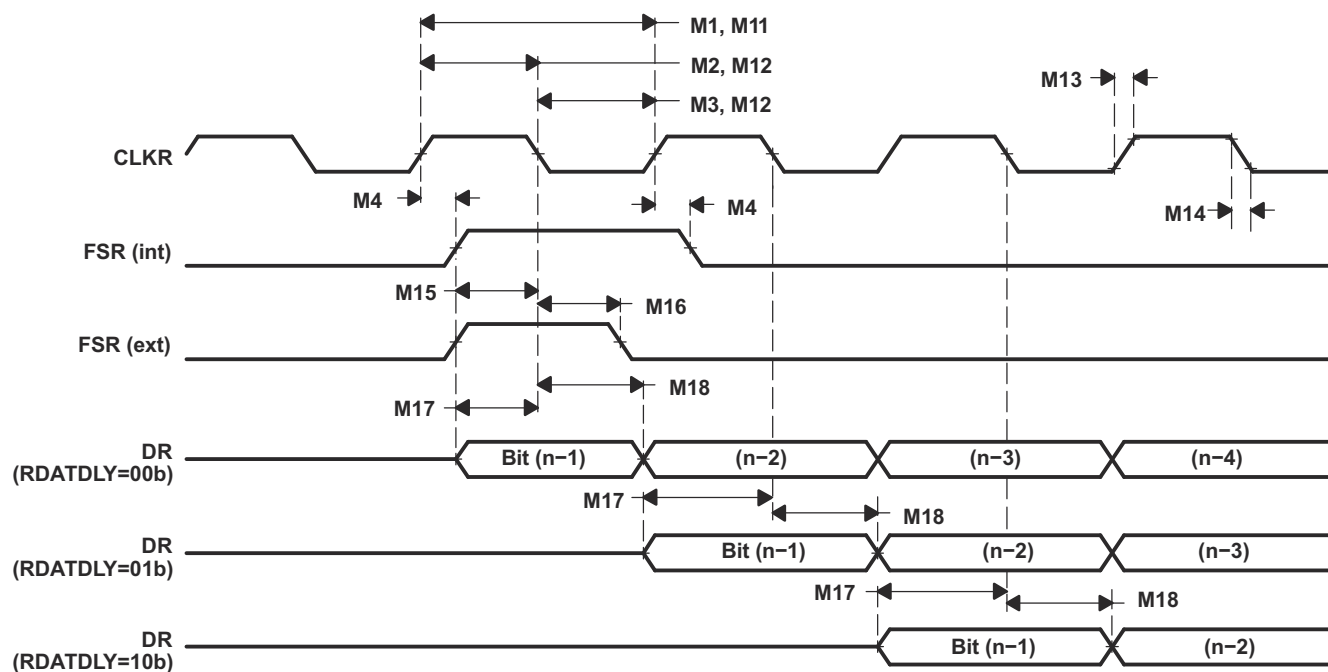 M1, M11
M2, M12
M13
M3, M12
CLKR
M4
M4
M14
FSR (int)
M15
M16
FSR (ext)
M18
M17
DR
(RDATDLY=00b)
Bit (n−1)
(n−2)
(n−3)
(n−4)
M17
M18
DR
(RDATDLY=01b)
Bit (n−1)
(n−2)
(n−3)
M17
M18
DR
(RDATDLY=10b)
Bit (n−1)
(n−2)